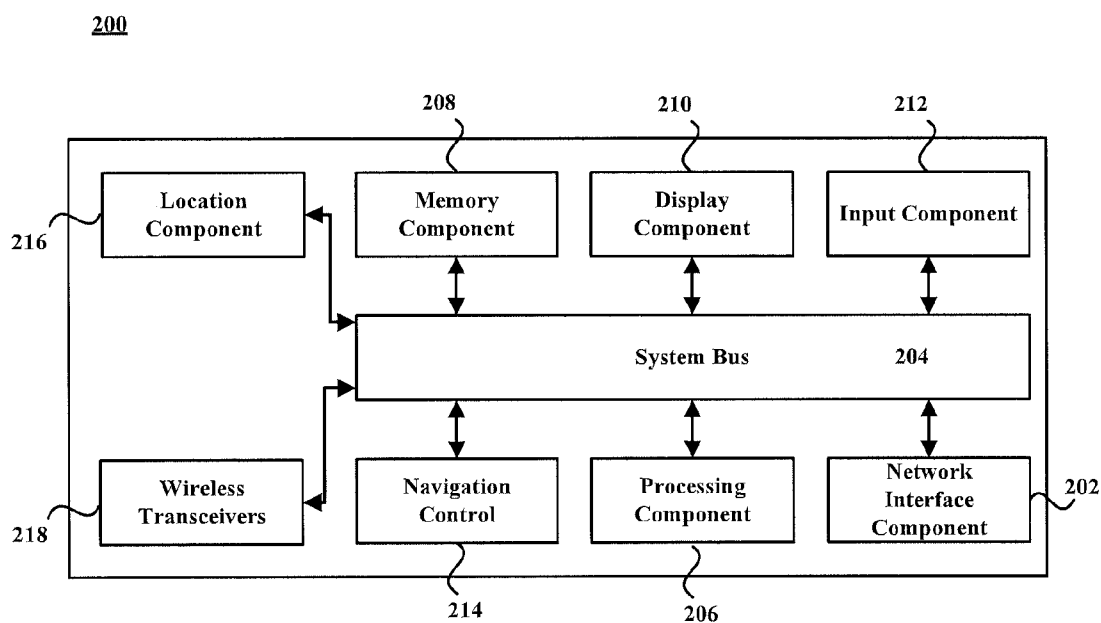 200
208
210
212
Location
Component
Memory
Component
Display
Component
Input Component
216
System Bus
204
Wireless
Transceivers
Navigation
Control
Processing
Component
Network
Interface
Component
202
218
214
206